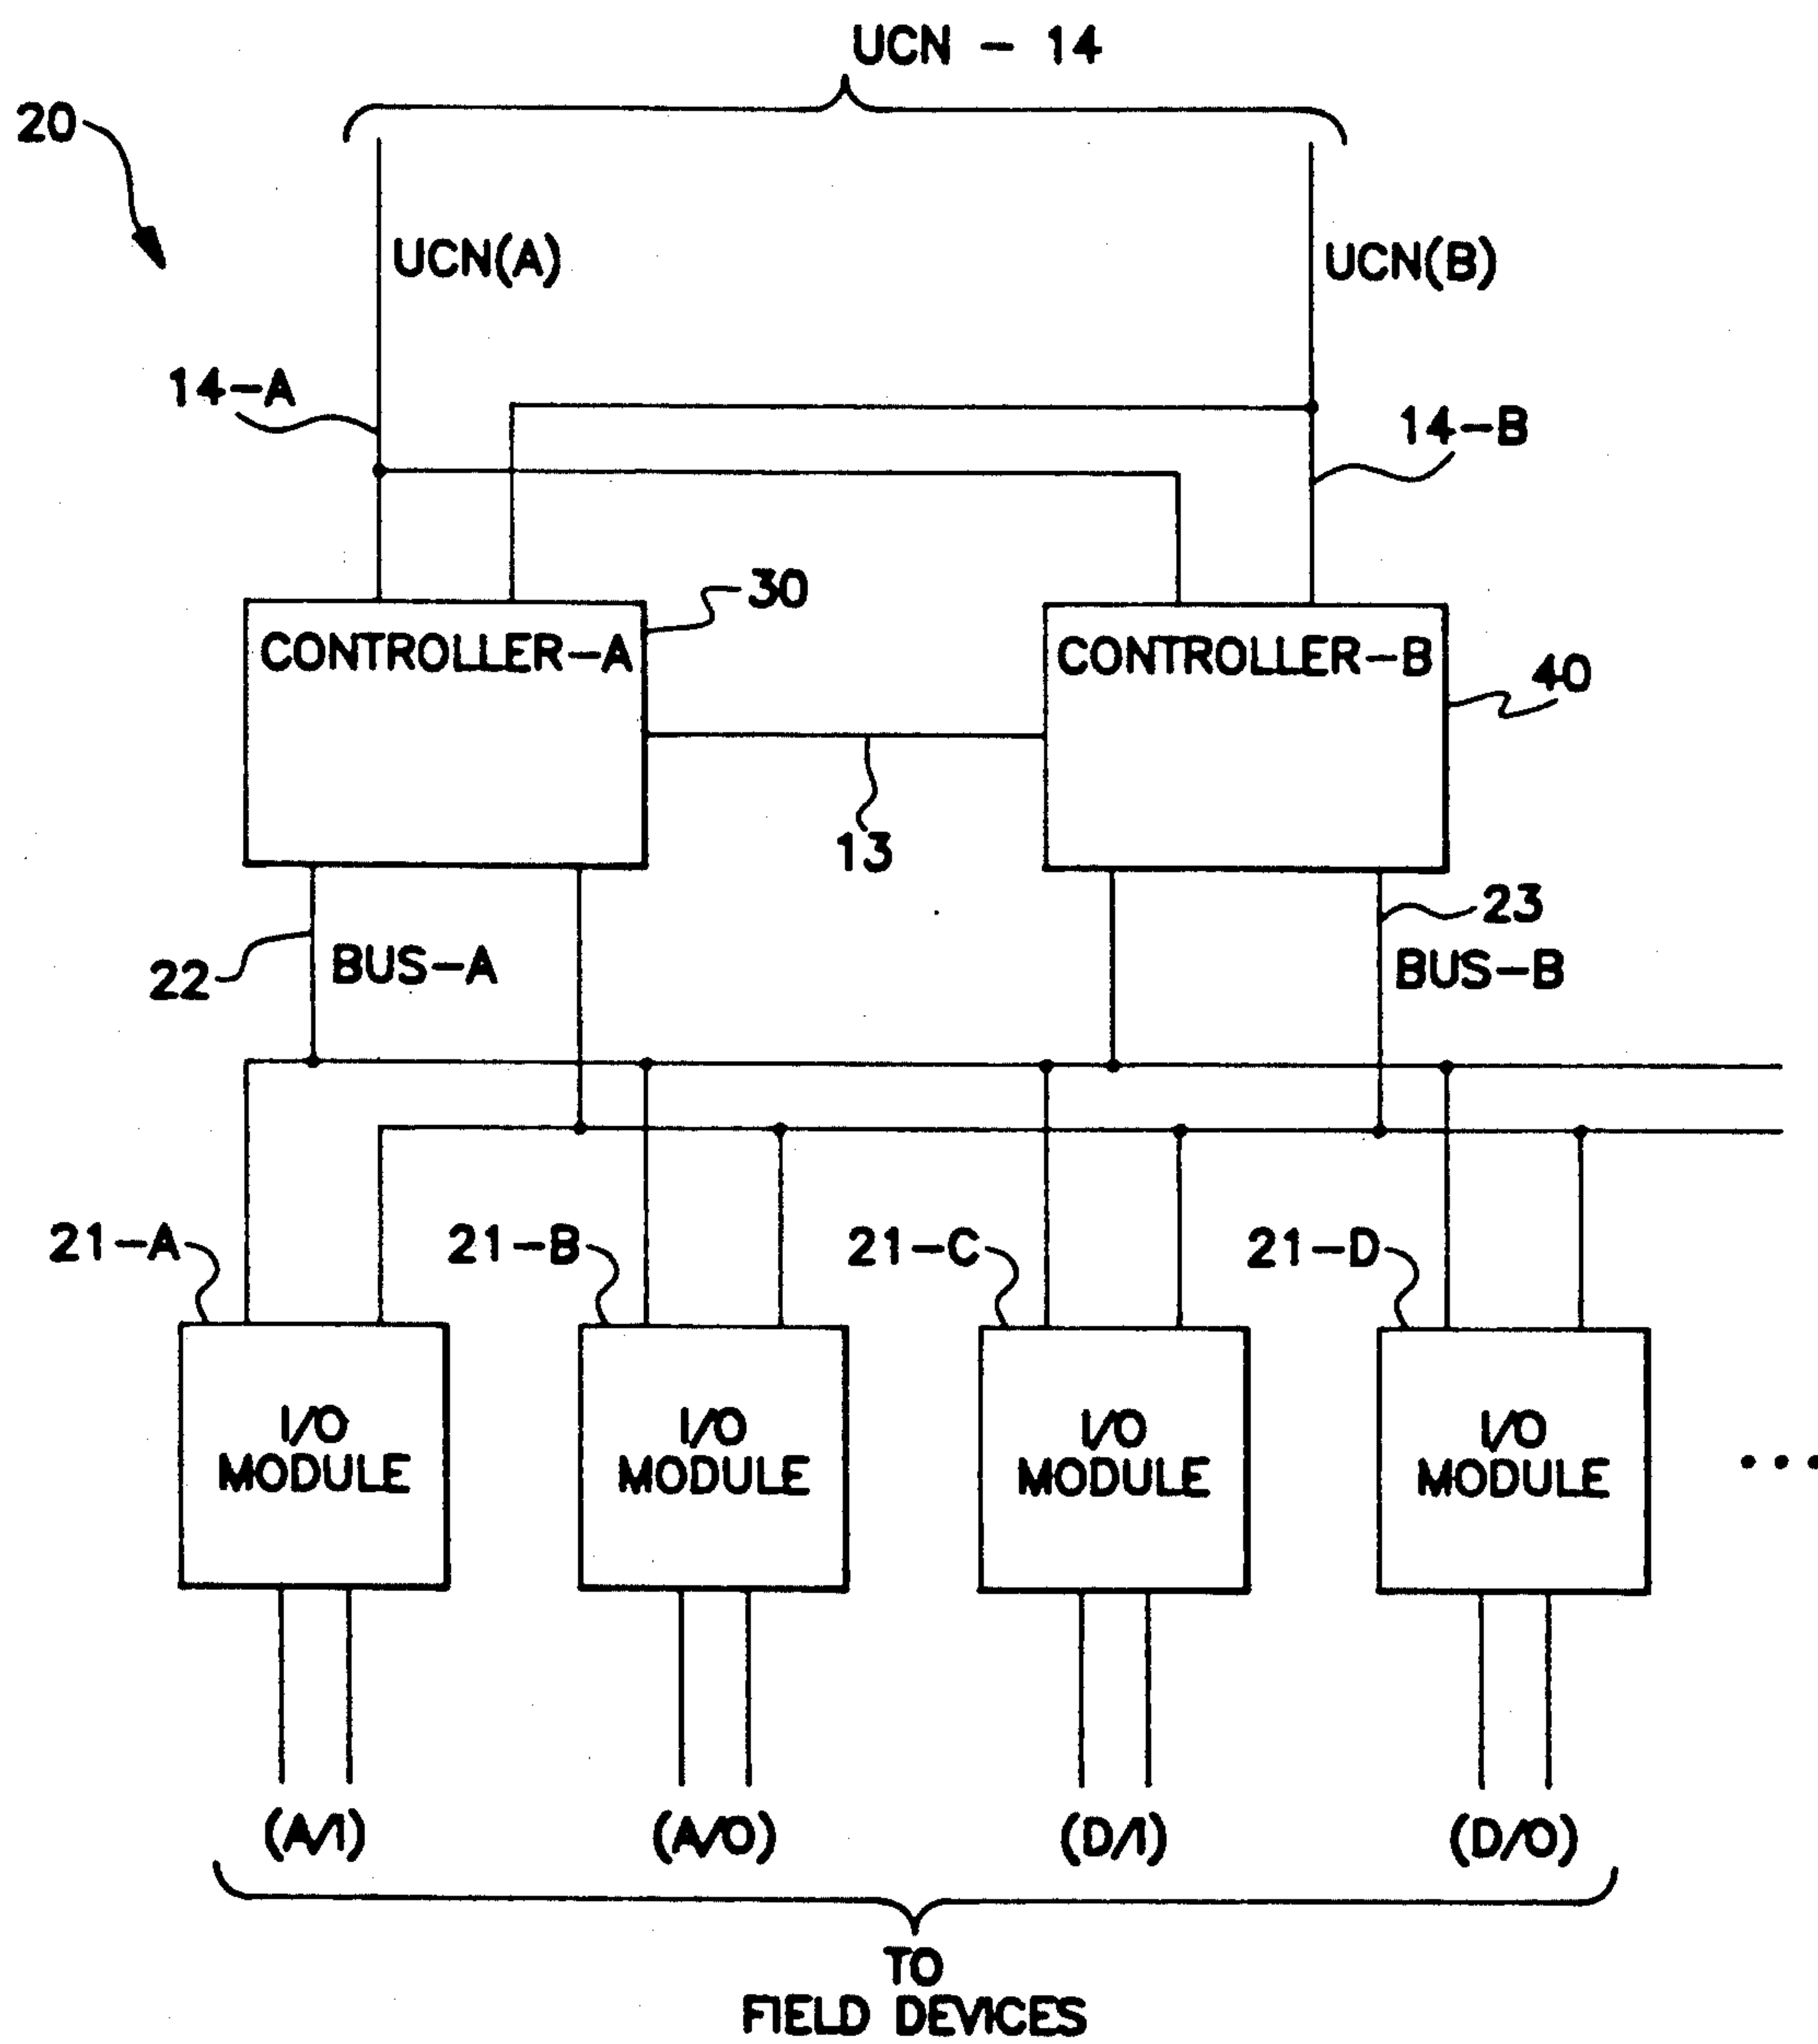 UCN - 14
20
UCN(A)
UCN(B)
14-A
14-B
30
CONTROLLER-A
CONTROLLER-B
40
13
23
22
BUS-A
BUS-B
21-A
21-B
21-C
21-D
I/O
MODULE
I/O
MODULE
I/O
MODULE
I/O
MODULE
...
(A/I)
(A/O)
(D/I)
(D/O)
TO
FIELD DEVICES